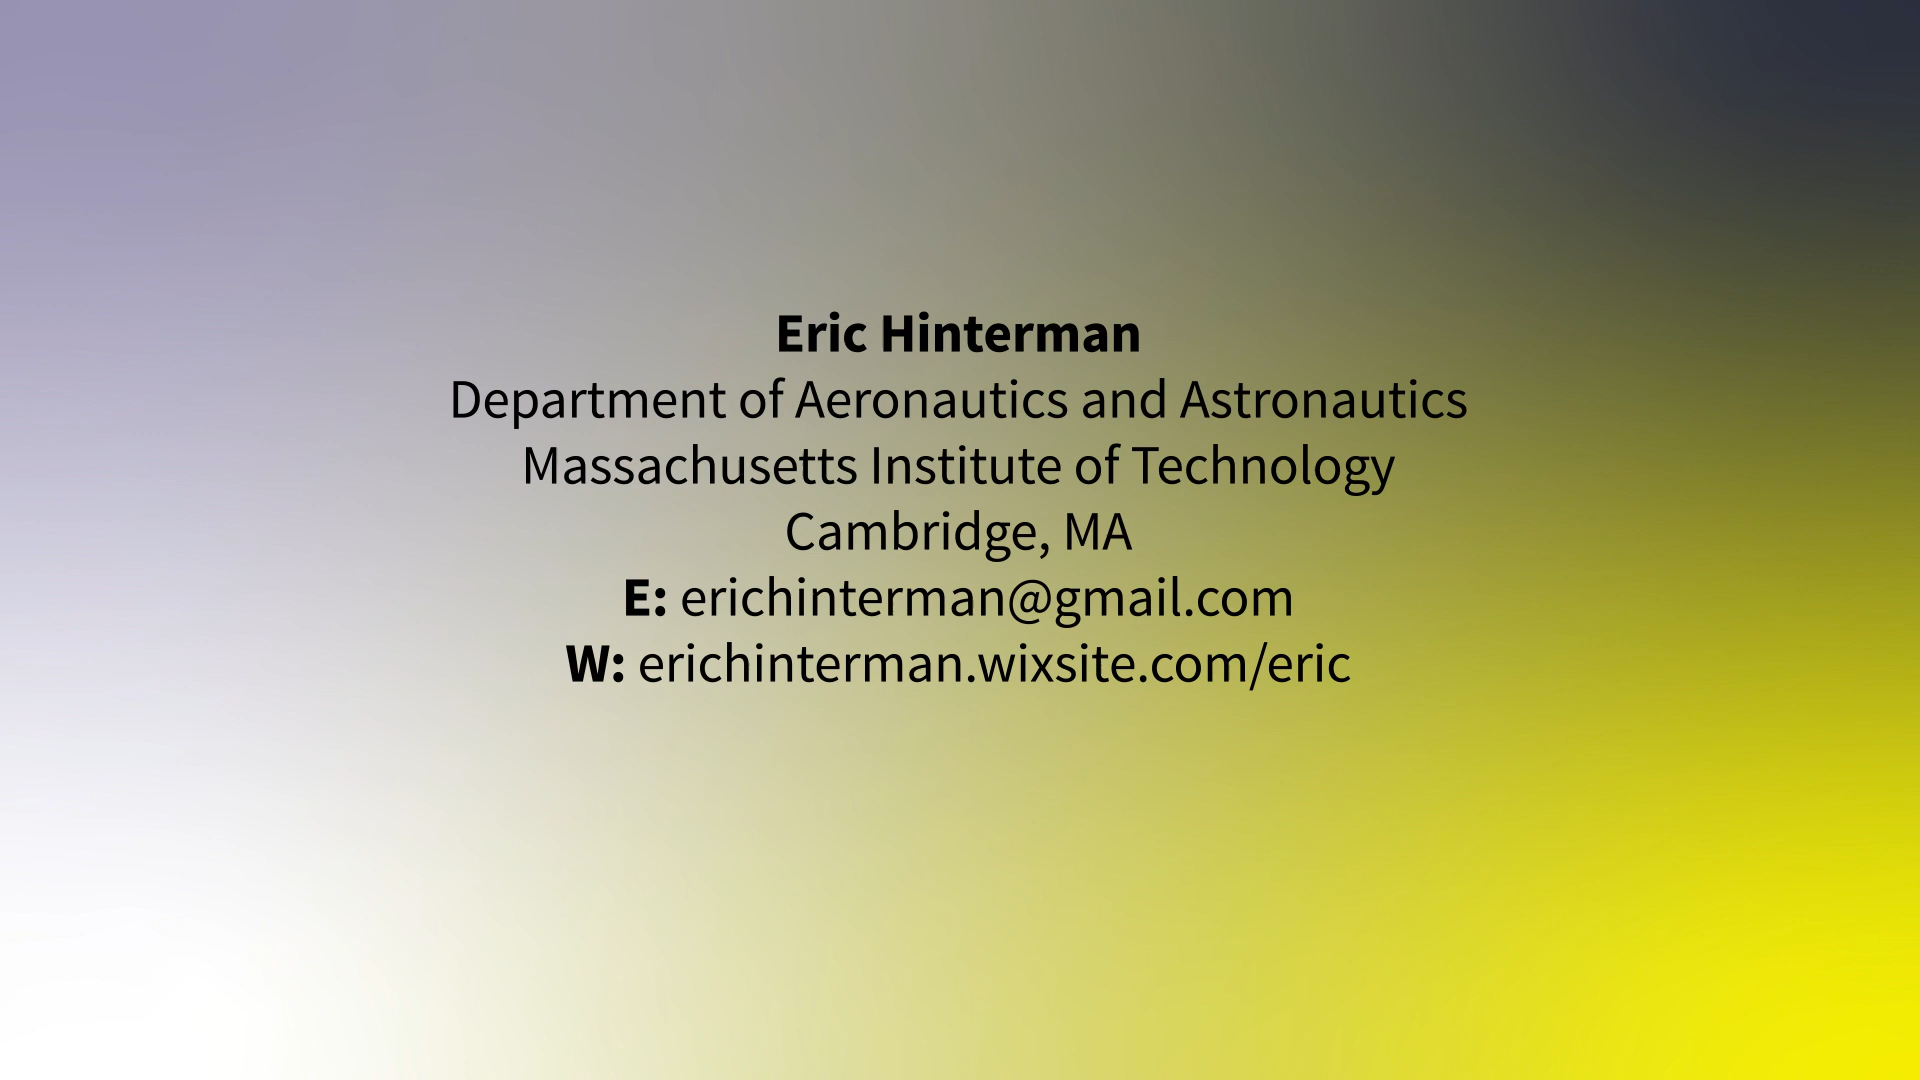 Eric Hinterman
Department of Aeronautics and Astronautics
Massachusetts Institute of Technology
Cambridge, MA
E: erichinterman@gmail.com
W: erichinterman.wixsite.com/eric